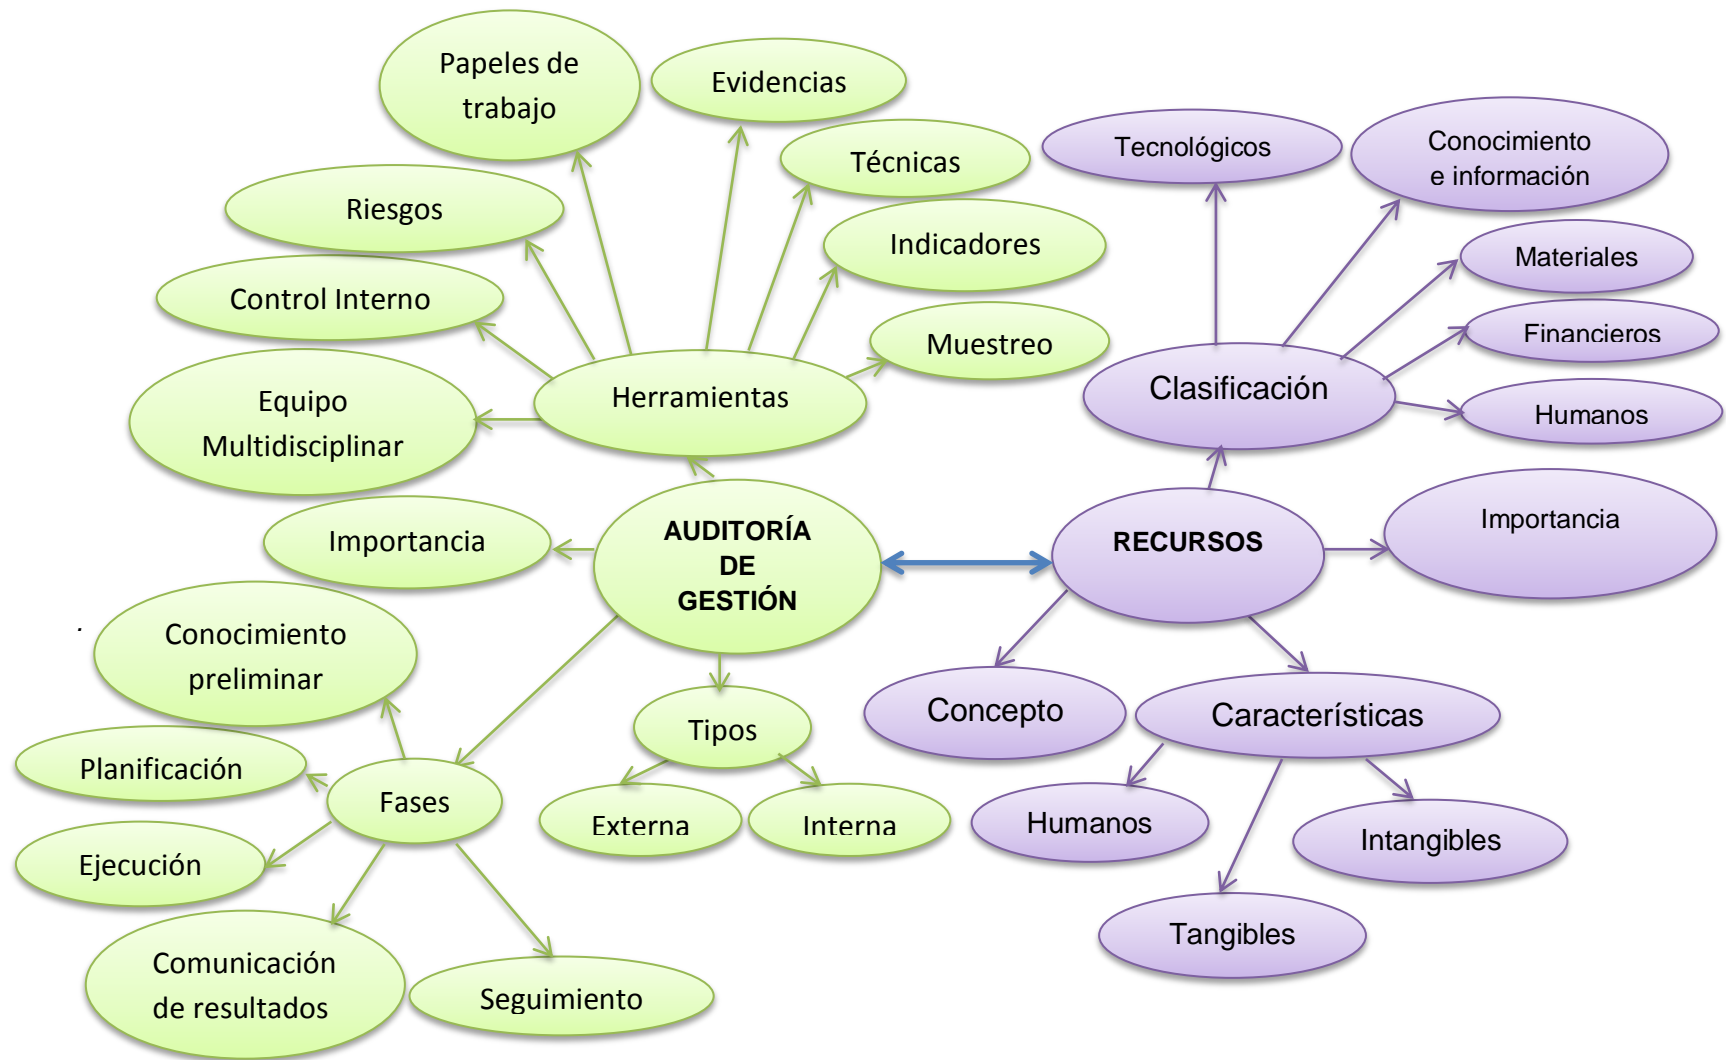 Papeles de
trabajo
Evidencias
Técnicas
Riesgos
Indicadores
Control Interno
Muestreo
Herramientas
Equipo
Multidisciplinar
Importancia
AUDITORÍA
DE
GESTIÓN
.
Conocimiento
preliminar
Planificación
Fases
Ejecución
Comunicación
de resultados
Seguimiento
Tipos
Externa
Interna
Tecnológicos
Conocimiento
e información
Materiales
Financieros
Clasificación
Humanos
RECURSOS
Importancia
Concepto
Características
Humanos
Intangibles
Tangibles